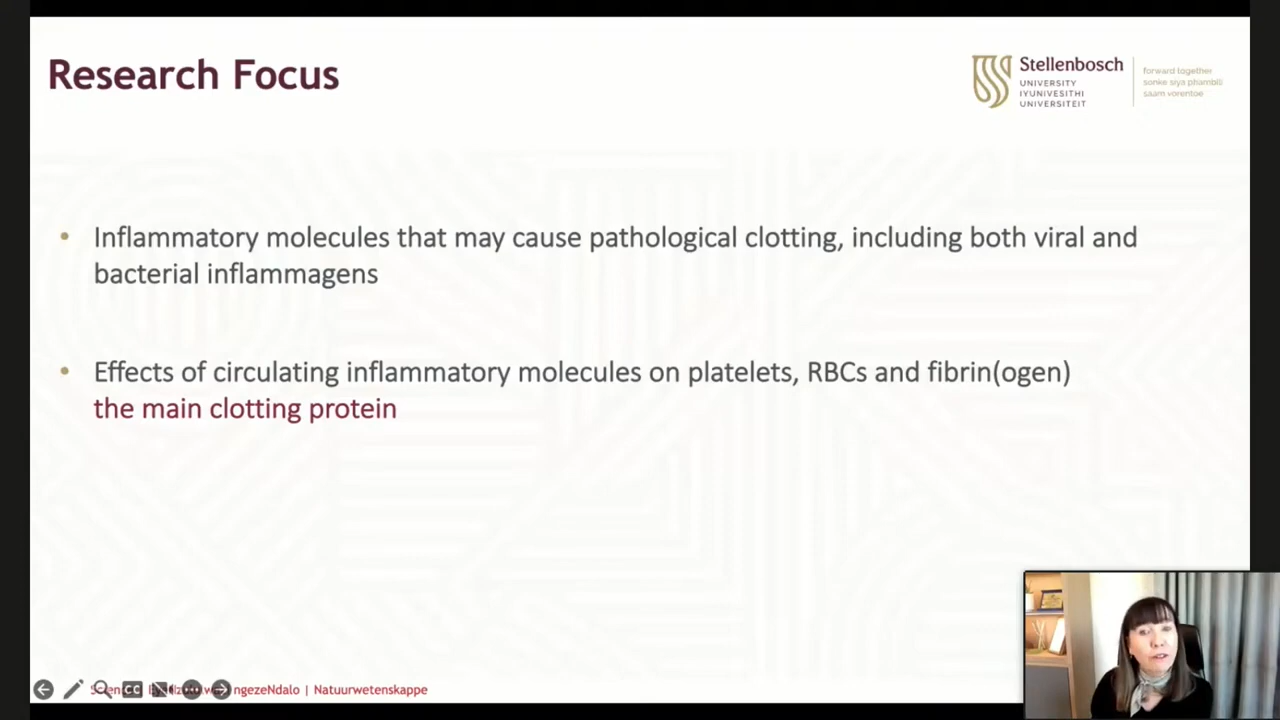 Research Focus
Stellenbosch
UNIVERSITY
IYUNIVESITHI
UNIVERSITEIT
forward together
sonke siya phambili
saam vorentoe
• Inflammatory molecules that may cause pathological clotting, including both viral and
bacterial inflammagens
• Effects of circulating inflammatory molecules on platelets, RBCs and fibrin(ogen)
the main clotting protein
CC
ngezeNdalo | Natuurwetenskappe